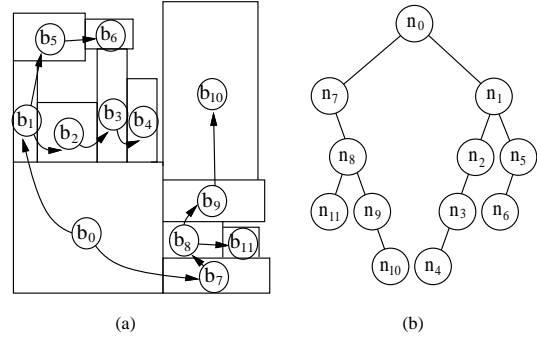 b5 b6
b10
b1 b2 b3 b4
b9
b0 b8 b11
b7
(a)
n0
n7 n1
n8 n2 n5
n11 n9 n3 n6
n10 n4
(b)